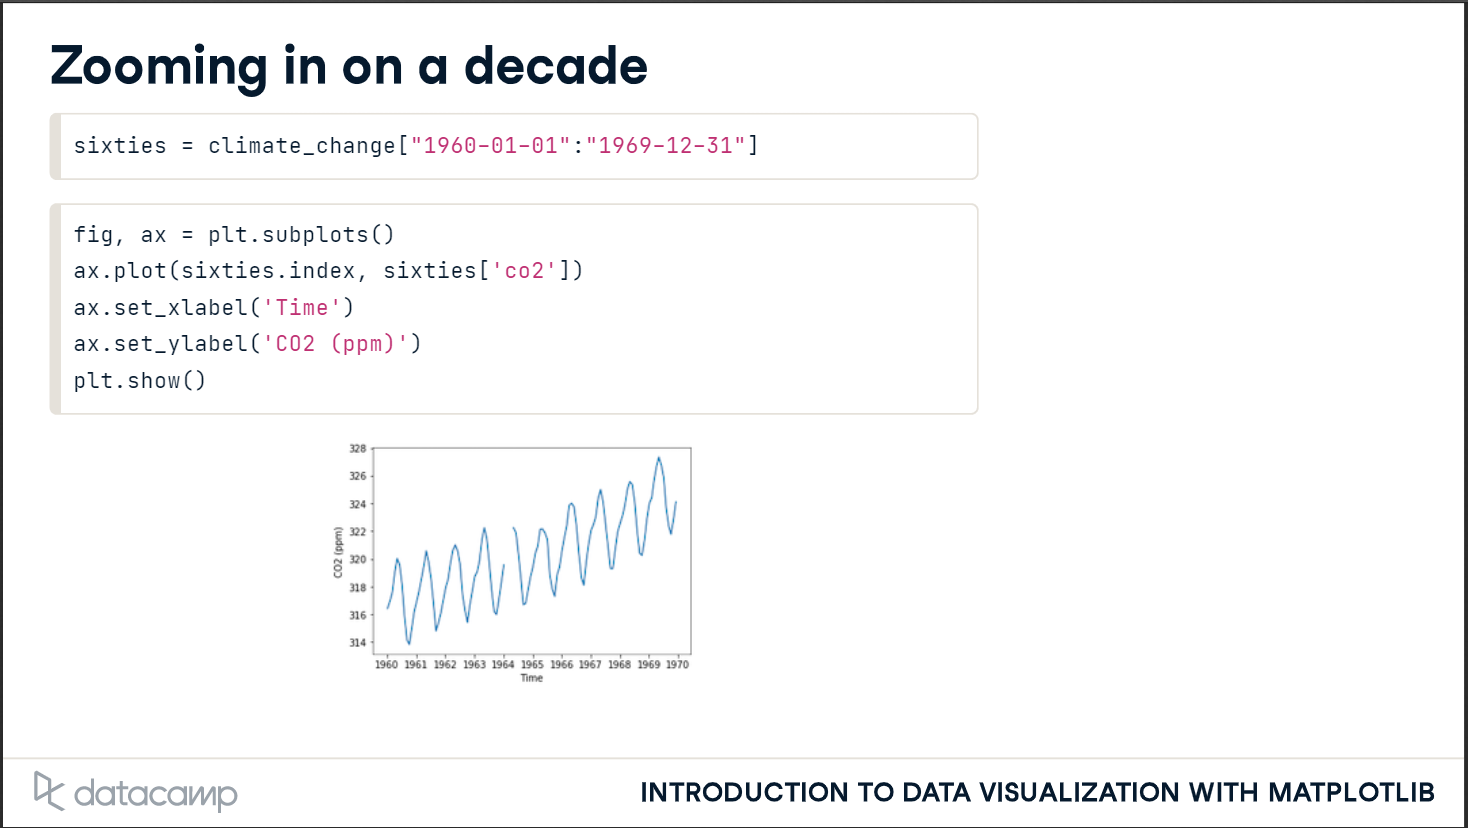 Zooming in on a decade
sixties = climate_change["1960-01-01":"1969-12-31"]
fig, ax = plt.subplots()
ax.plot(sixties.index, sixties['co2'])
ax.set_xlabel('Time')
ax.set_ylabel('CO2 (ppm)')
plt.show()
328
326
324
322
320
318
316
314
CO2 (ppm)
1960 1961 1962 1963 1964 1965 1966 1967 1968 1969 1970
Time
datacamp
INTRODUCTION TO DATA VISUALIZATION WITH MATPLOTLIB